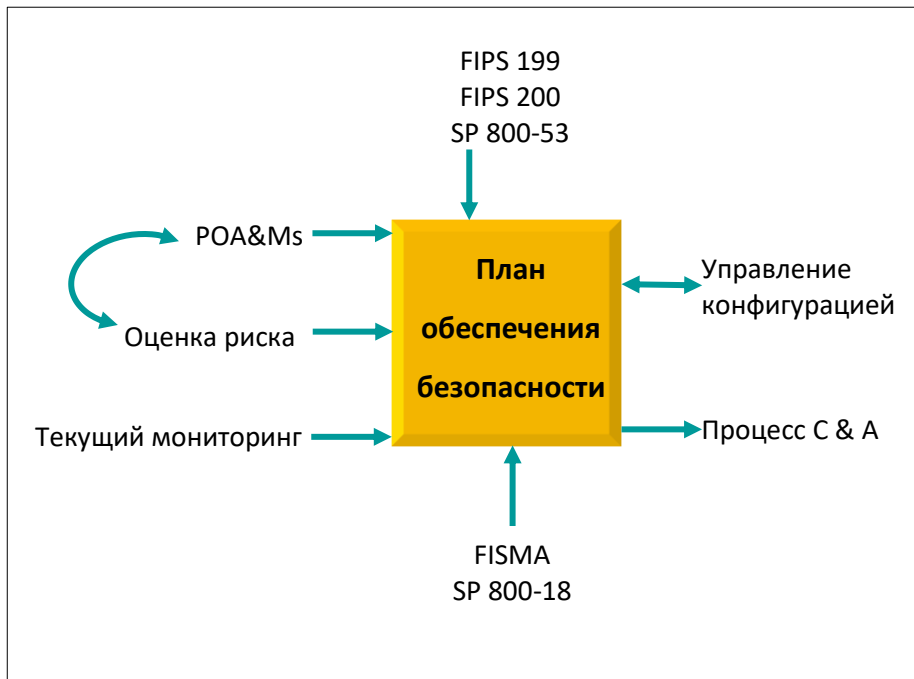 FIPS 199
FIPS 200
SP 800-53
POA&Ms
Оценка риска
Текущий мониторинг
План
обеспечения
безопасности
Управление
конфигурацией
Процесс C & A
FISMA
SP 800-18